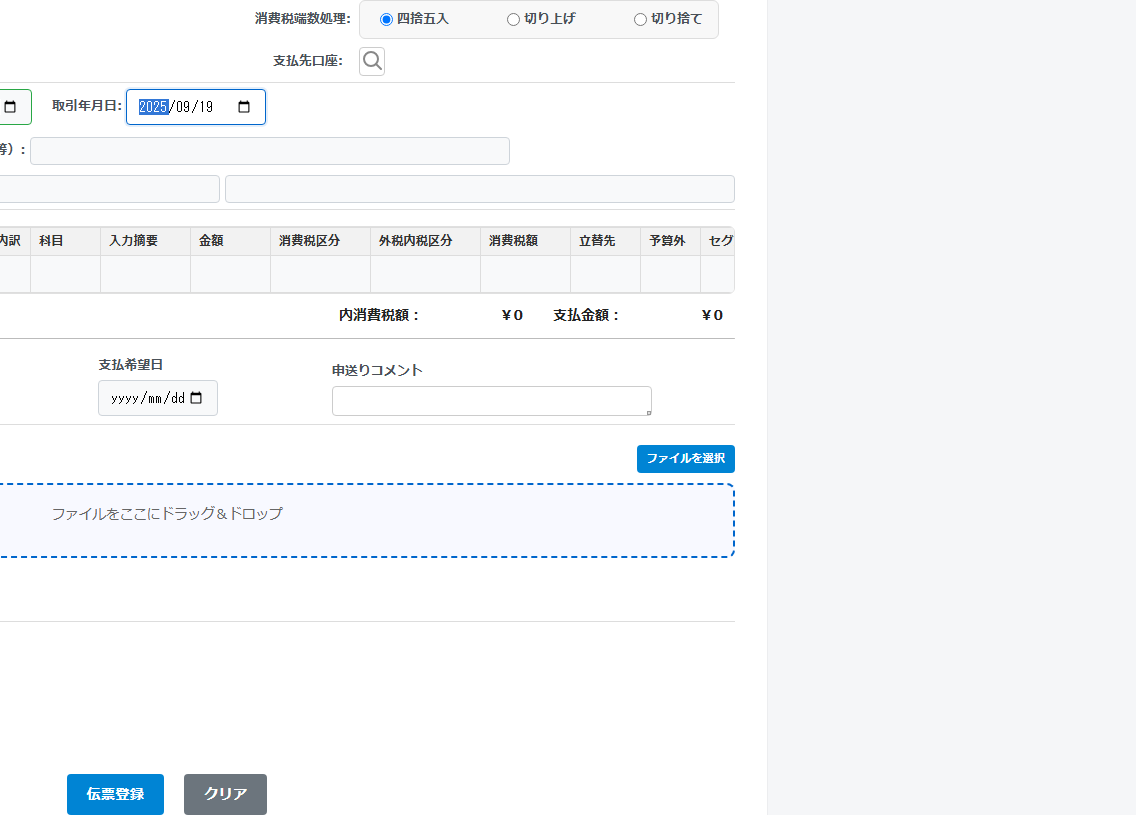 消費税端数処理: 四捨五入 切り上げ 切り捨て
支払先口座:
取引年月日: 2025/09/19
等）:
内訳 科目 入力摘要 金額 消費税区分 外税内税区分 消費税額 立替先 予算外 セグ
内消費税額： ￥0 支払金額： ￥0
支払希望日
申送りコメント
yyyy/mm/dd
ファイルを選択
ファイルをここにドラッグ＆ドロップ
伝票登録 クリア